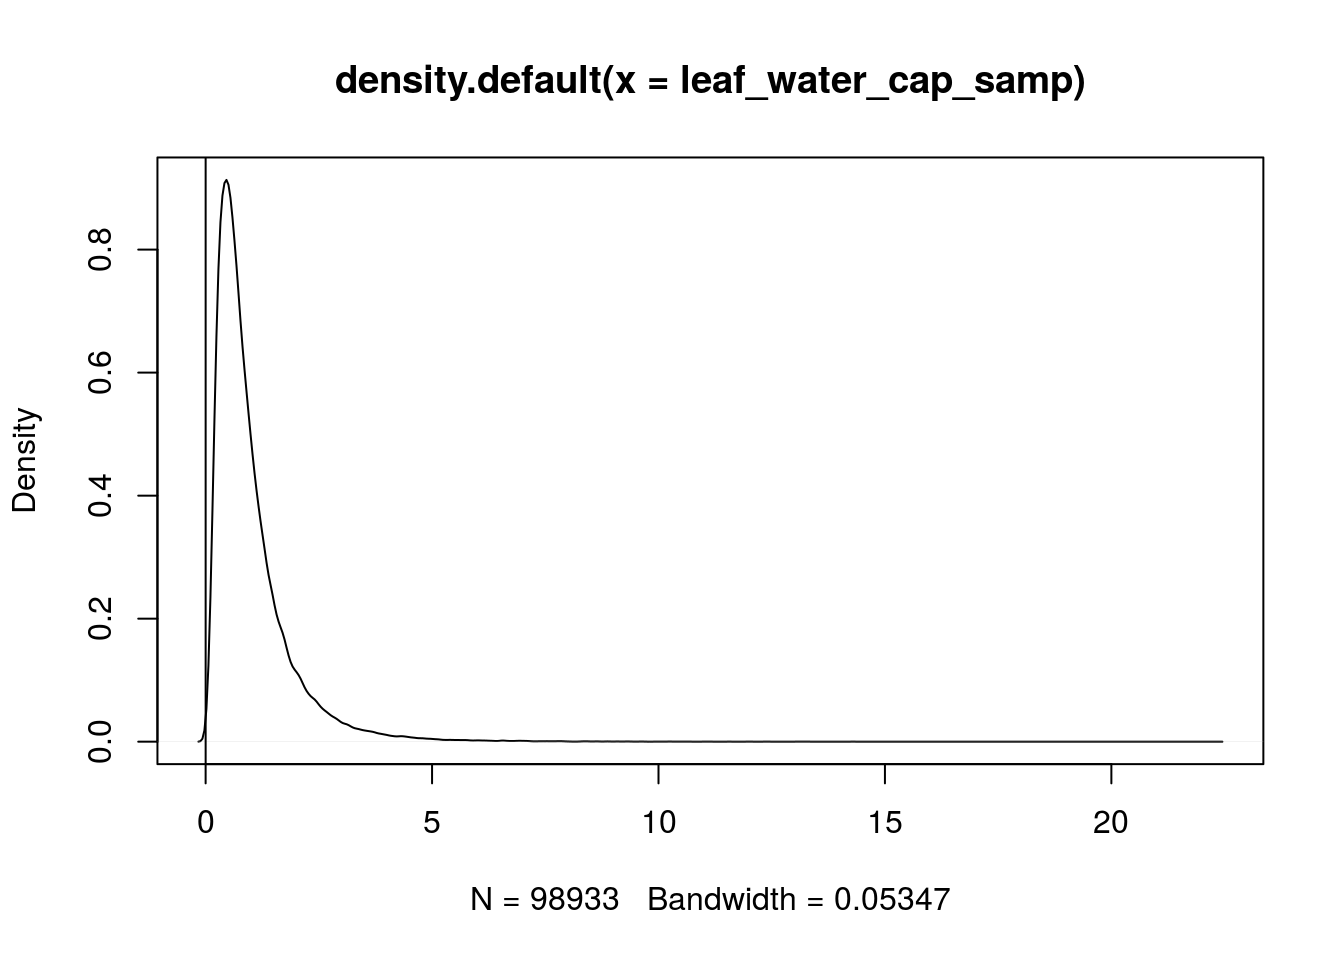 density.default(x = leaf_water_cap_samp)
Density
0.8
0.6
0.4
0.2
0.0
0 5 10 15 20
N = 98933 Bandwidth = 0.05347